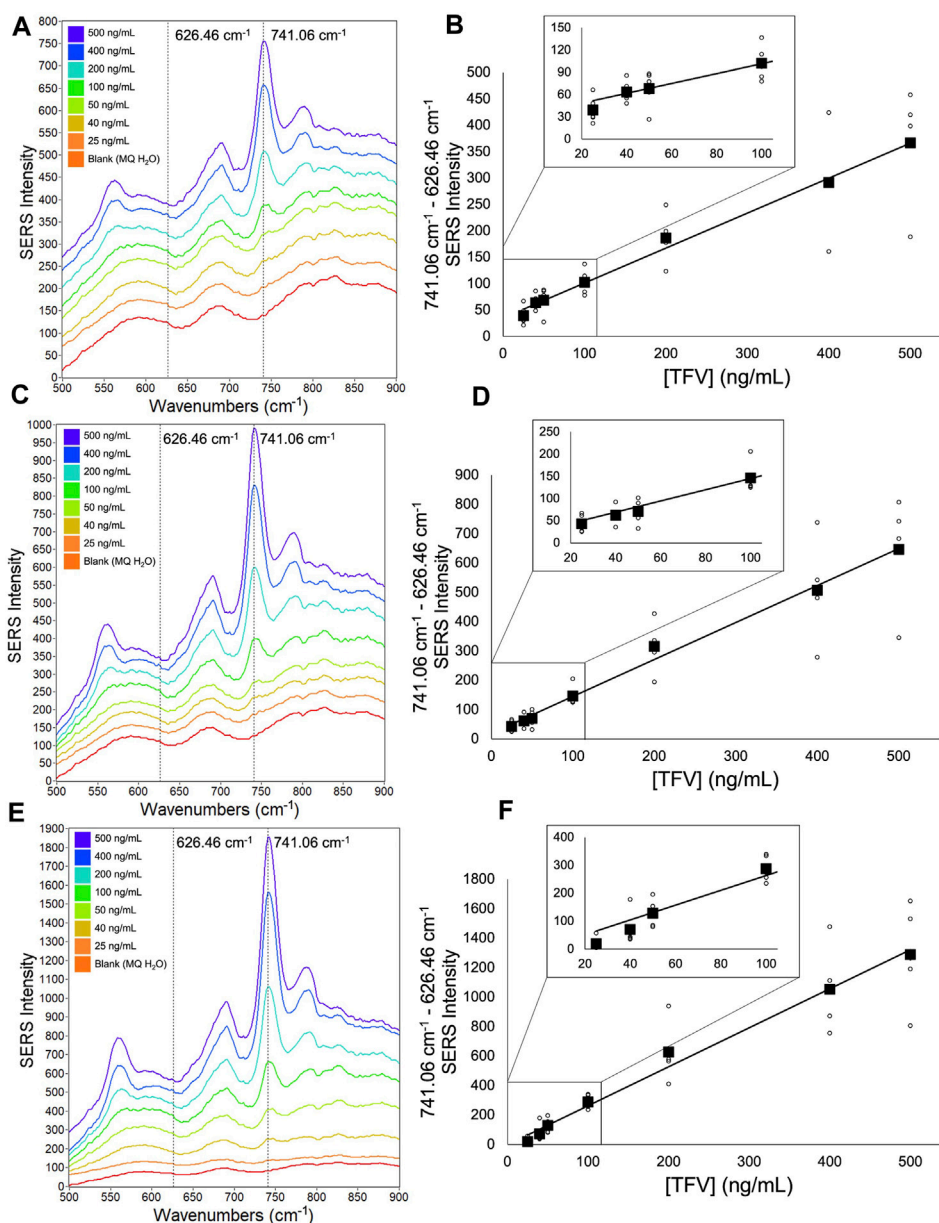 A
800
750
700
650
600
550
500
450
400
350
300
250
200
150
100
50
0
SERS Intensity
500 ng/mL
400 ng/mL
200 ng/mL
100 ng/mL
50 ng/mL
40 ng/mL
25 ng/mL
Blank (MQ H₂O)
626.46 cm⁻¹
741.06 cm⁻¹
500 550 600 650 700 750 800 850 900
Wavenumbers (cm⁻¹)
B
150
120
90
60
30
0
20 40 60 80 100
500
450
400
350
300
250
200
150
100
50
0
741.06 cm⁻¹ - 626.46 cm⁻¹
SERS Intensity
0 100 200 300 400 500
[TFV] (ng/mL)
C
1000
950
900
850
800
750
700
650
600
550
500
450
400
350
300
250
200
150
100
50
0
SERS Intensity
500 ng/mL
400 ng/mL
200 ng/mL
100 ng/mL
50 ng/mL
40 ng/mL
25 ng/mL
Blank (MQ H₂O)
626.46 cm⁻¹
741.06 cm⁻¹
500 550 600 650 700 750 800 850 900
Wavenumbers (cm⁻¹)
D
250
200
150
100
50
0
20 40 60 80 100
900
800
700
600
500
400
300
200
100
0
741.06 cm⁻¹ - 626.46 cm⁻¹
SERS Intensity
0 100 200 300 400 500
[TFV] (ng/mL)
E
1900
1800
1700
1600
1500
1400
1300
1200
1100
1000
900
800
700
600
500
400
300
200
100
0
SERS Intensity
500 ng/mL
400 ng/mL
200 ng/mL
100 ng/mL
50 ng/mL
40 ng/mL
25 ng/mL
Blank (MQ H₂O)
626.46 cm⁻¹
741.06 cm⁻¹
500 550 600 650 700 750 800 850 900
Wavenumbers (cm⁻¹)
F
400
300
200
100
0
20 40 60 80 100
1800
1600
1400
1200
1000
800
600
400
200
0
741.06 cm⁻¹ - 626.46 cm⁻¹
SERS Intensity
0 100 200 300 400 500
[TFV] (ng/mL)